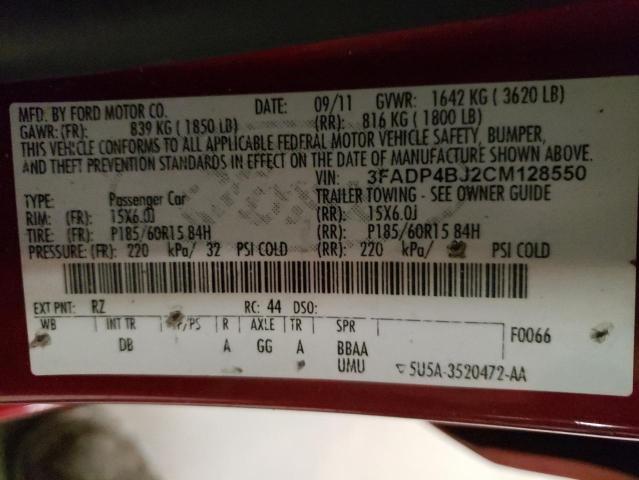 MFD. BY FORD MOTOR CO. DATE: 09/11 GVWR: 1642 KG ( 3620 LB)
GAWR: (FR): 839 KG ( 1850 LB) (RR): 816 KG ( 1800 LB)
THIS VEHICLE CONFORMS TO ALL APPLICABLE FEDERAL MOTOR VEHICLE SAFETY, BUMPER,
AND THEFT PREVENTION STANDARDS IN EFFECT ON THE DATE OF MANUFACTURE SHOWN ABOVE.
VIN: 3FADP4BJ2CM128550
TYPE: Passenger Car TRAILER TOWING - SEE OWNER GUIDE
RIM: (FR): 15X6.0J (RR): 15X6.0J
TIRE: (FR): P185/60R15 84H (RR): P185/60R15 84H
PRESSURE: (FR): 220 kPa/ 32 PSI COLD (RR): 220 kPa/ PSI COLD
EXT PNT: RZ RC: 44 DSO:
WB INT TR TP/PS R AXLE TR SPR F0066
DB A GG A BBAA
UMU 5U5A-3520472-AA